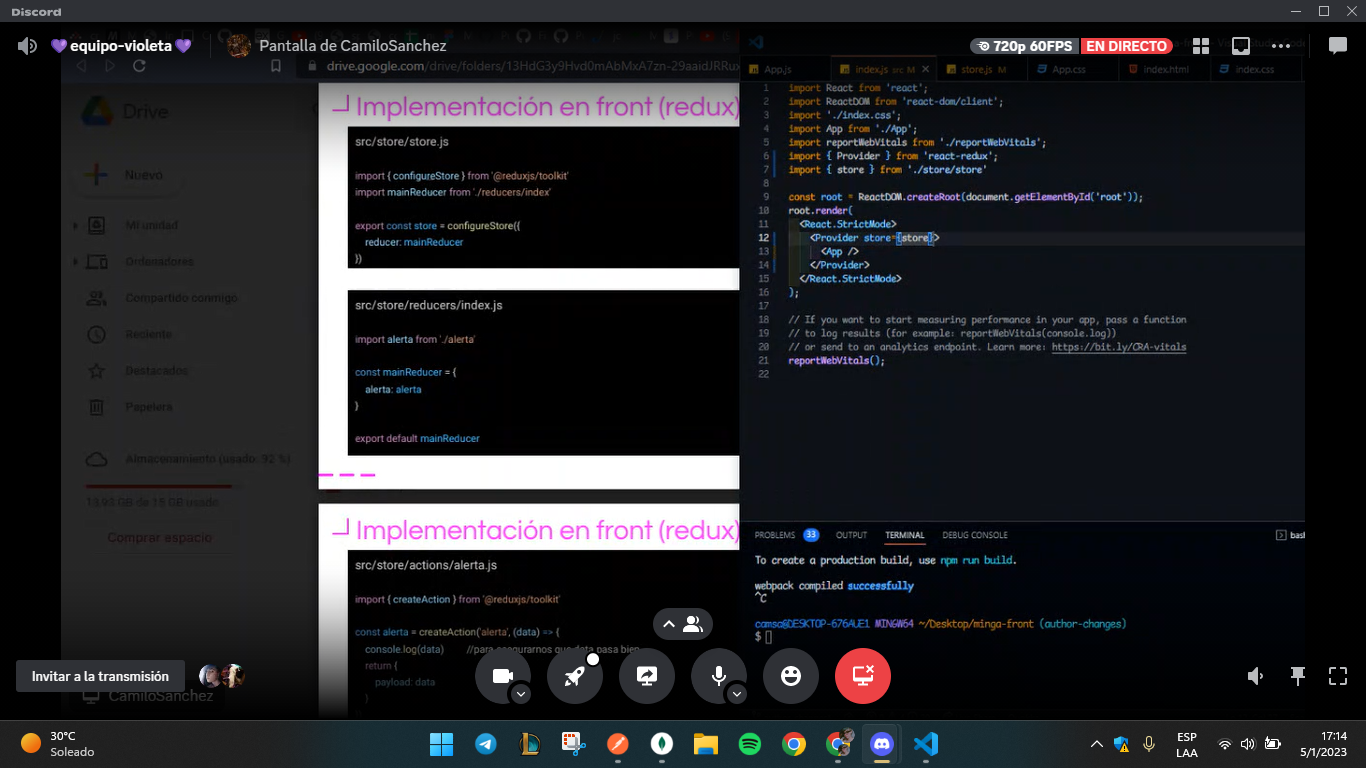 Discord
equipo-violeta
Pantalla de CamiloSanchez
720p 60FPS
EN DIRECTO
drive.google.com/drive/folders/13HdG3y9Hvd0mAbMxA7zn-29aaidJRRux
Drive
Nuevo
Mi unidad
Ordenadores
Compartido conmigo
Reciente
Destacados
Papelera
Almacenamiento (usado: 92 %)
13,92 GB de 15 GB usado
Comprar espacio
Implementación en front (redux)
src/store/store.js
import { configureStore } from '@reduxjs/toolkit'
import mainReducer from './reducers/index'
export const store = configureStore({
reducer: mainReducer
})
src/store/reducers/index.js
import alerta from './alerta'
const mainReducer = {
alerta: alerta
}
export default mainReducer
Implementación en front (redux)
src/store/actions/alerta.js
import { createAction } from '@reduxjs/toolkit'
const alerta = createAction('alerta', (data) => {
console.log(data) //para asegurarnos que data pasa bien
return {
payload: data
}
App.js
index.js src M
store.js M
App.css
index.html
index.css
1 import React from 'react';
2 import ReactDOM from 'react-dom/client';
3 import './index.css';
4 import App from './App';
5 import reportWebVitals from './reportWebVitals';
6 import { Provider } from 'react-redux';
7 import { store } from './store/store'
8
9 const root = ReactDOM.createRoot(document.getElementById('root'));
10 root.render(
11 <React.StrictMode>
12 <Provider store={store}>
13 <App />
14 </Provider>
15 </React.StrictMode>
16 );
17
18 // If you want to start measuring performance in your app, pass a function
19 // to log results (for example: reportWebVitals(console.log))
20 // or send to an analytics endpoint. Learn more: https://bit.ly/CRA-vitals
21 reportWebVitals();
22
PROBLEMS 33 OUTPUT TERMINAL DEBUG CONSOLE bash
To create a production build, use npm run build.
webpack compiled successfully
^C
camsa@DESKTOP-676AUE1 MINGW64 ~/Desktop/minga-front (author-changes)
$
Invitar a la transmisión
CamiloSanchez
30°C
Soleado
ESP
LAA
17:14
5/1/2023